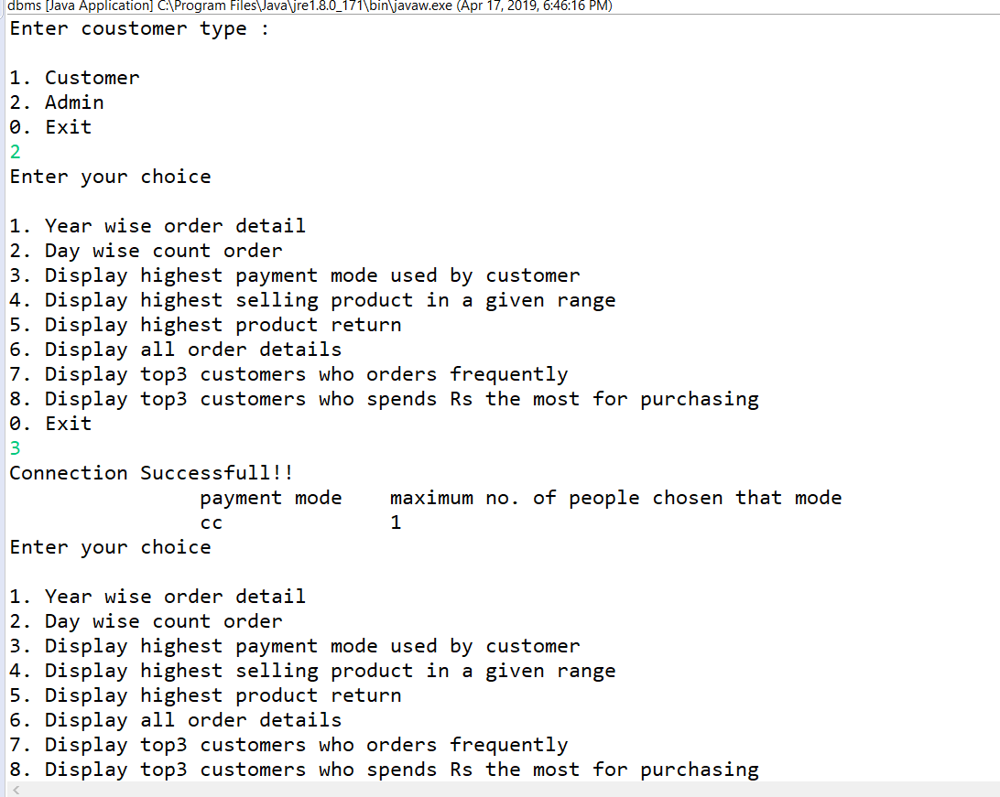 dbms [Java Application] C:\Program Files\Java\jre1.8.0_171\bin\javaw.exe (Apr 17, 2019, 6:46:16 PM)
Enter coustomer type :
1. Customer
2. Admin
0. Exit
2
Enter your choice
1. Year wise order detail
2. Day wise count order
3. Display highest payment mode used by customer
4. Display highest selling product in a given range
5. Display highest product return
6. Display all order details
7. Display top3 customers who orders frequently
8. Display top3 customers who spends Rs the most for purchasing
0. Exit
3
Connection Successfull!!
payment mode    maximum no. of people chosen that mode
cc    1
Enter your choice
1. Year wise order detail
2. Day wise count order
3. Display highest payment mode used by customer
4. Display highest selling product in a given range
5. Display highest product return
6. Display all order details
7. Display top3 customers who orders frequently
8. Display top3 customers who spends Rs the most for purchasing